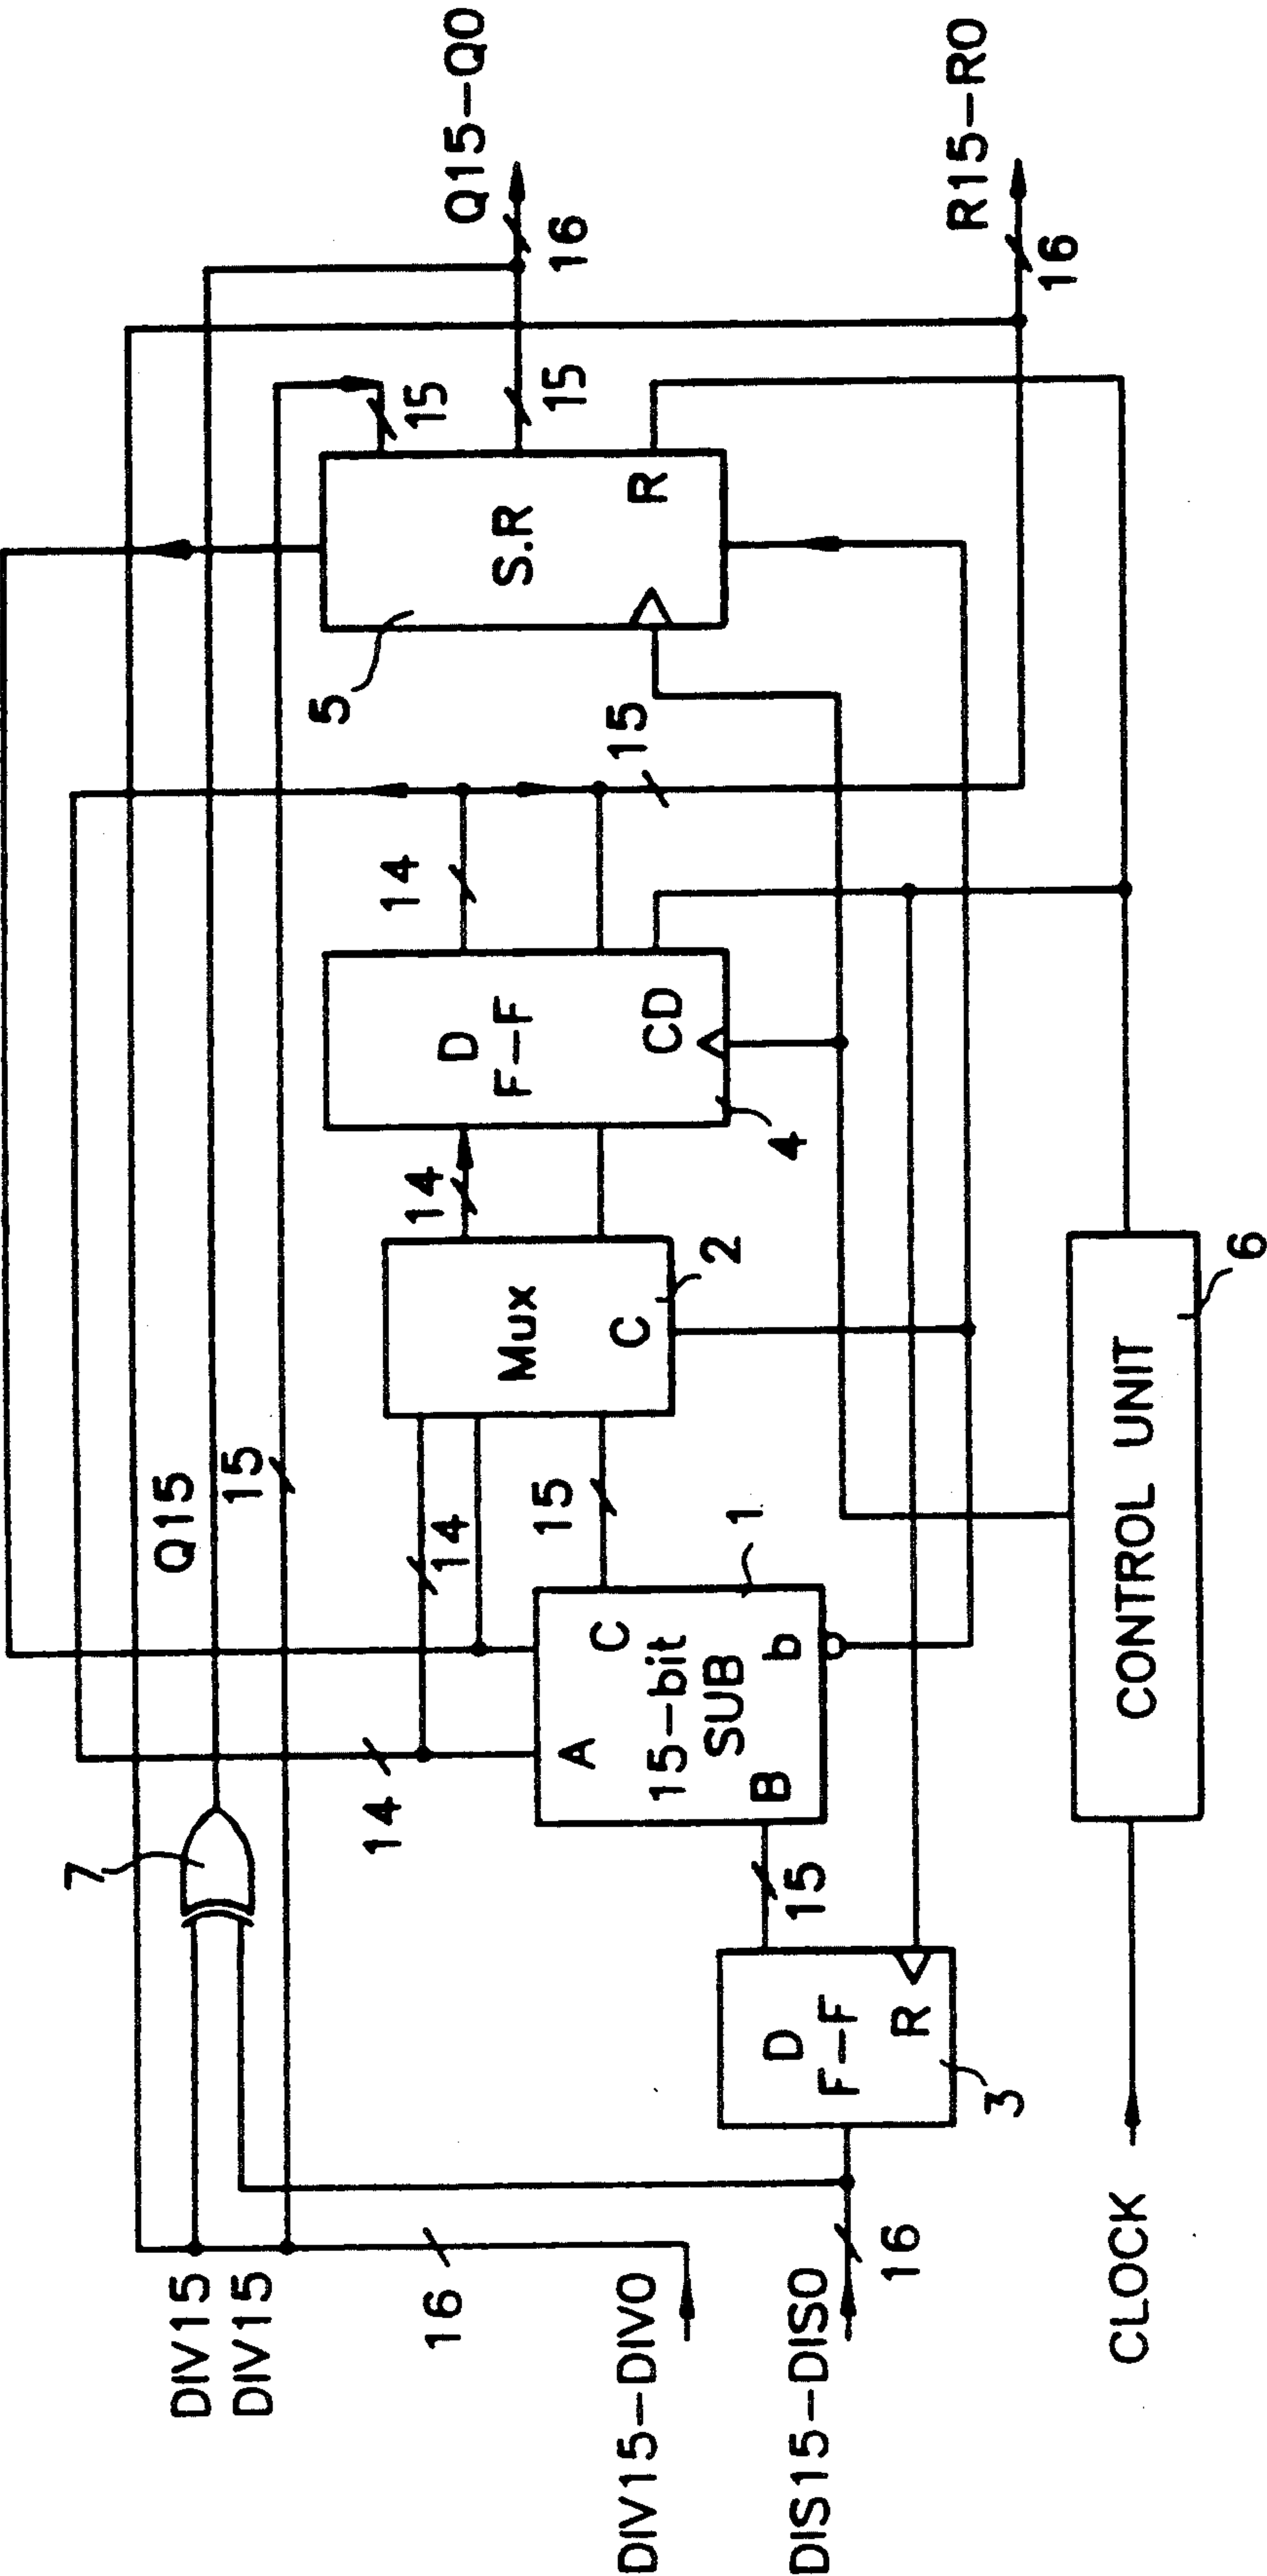 Q15-Q0
16
R15-R0
16
15
15
S.R
R
5
15
14
D
F-F
CD
4
14
Mux
C
2
Q15
15
14
15
1
C
15-bit
SUB
A
B
b
14
7
15
D
F-F
R
3
CONTROL UNIT
6
DIV15
DIV15
16
DIV15-DIV0
16
DIS15-DIS0
CLOCK